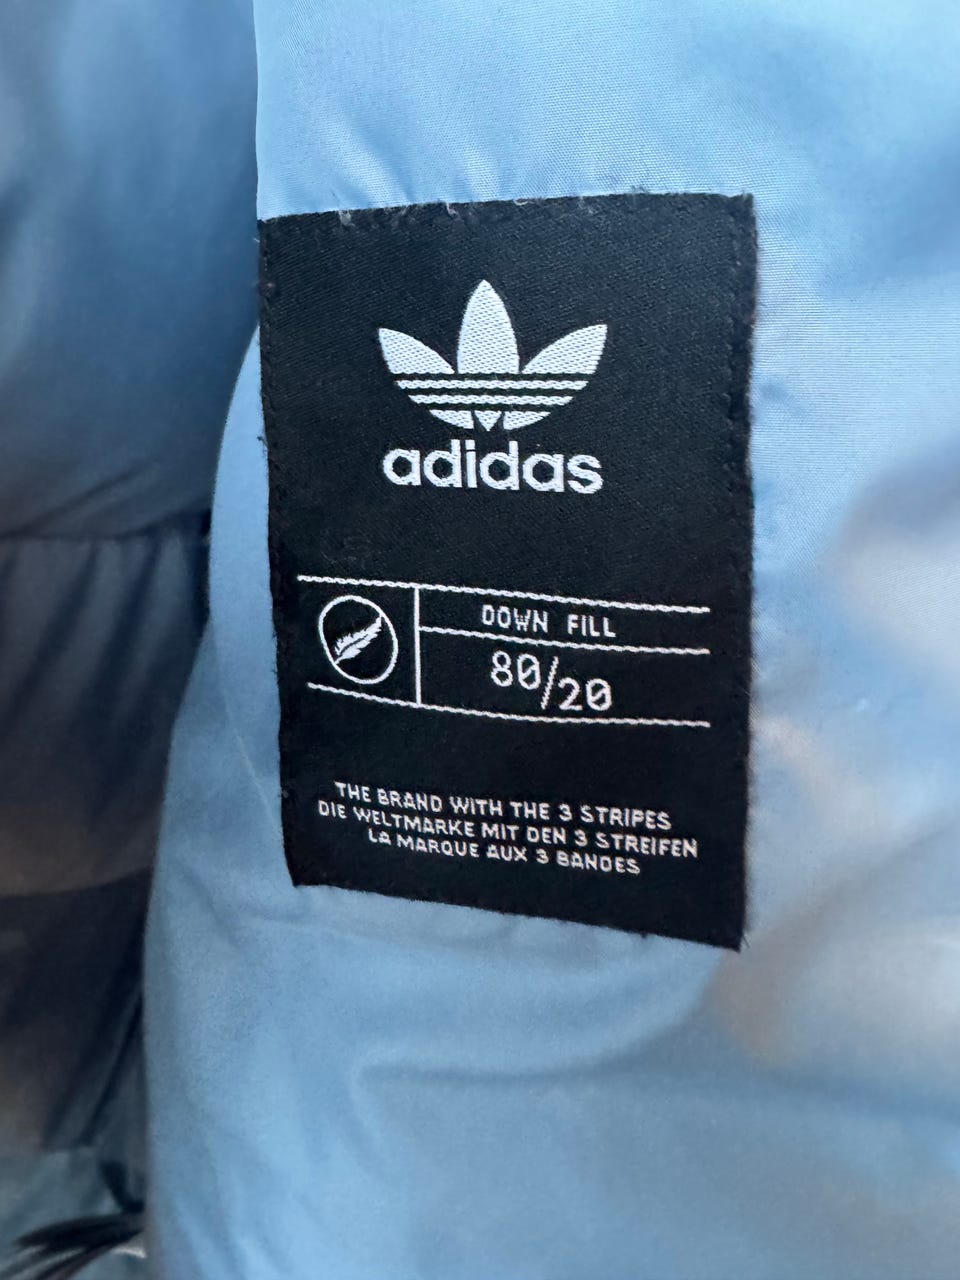 adidas
DOWN FILL
80/20
THE BRAND WITH THE 3 STRIPES
DIE WELTMARKE MIT DEN 3 STREIFEN
LA MARQUE AUX 3 BANDES